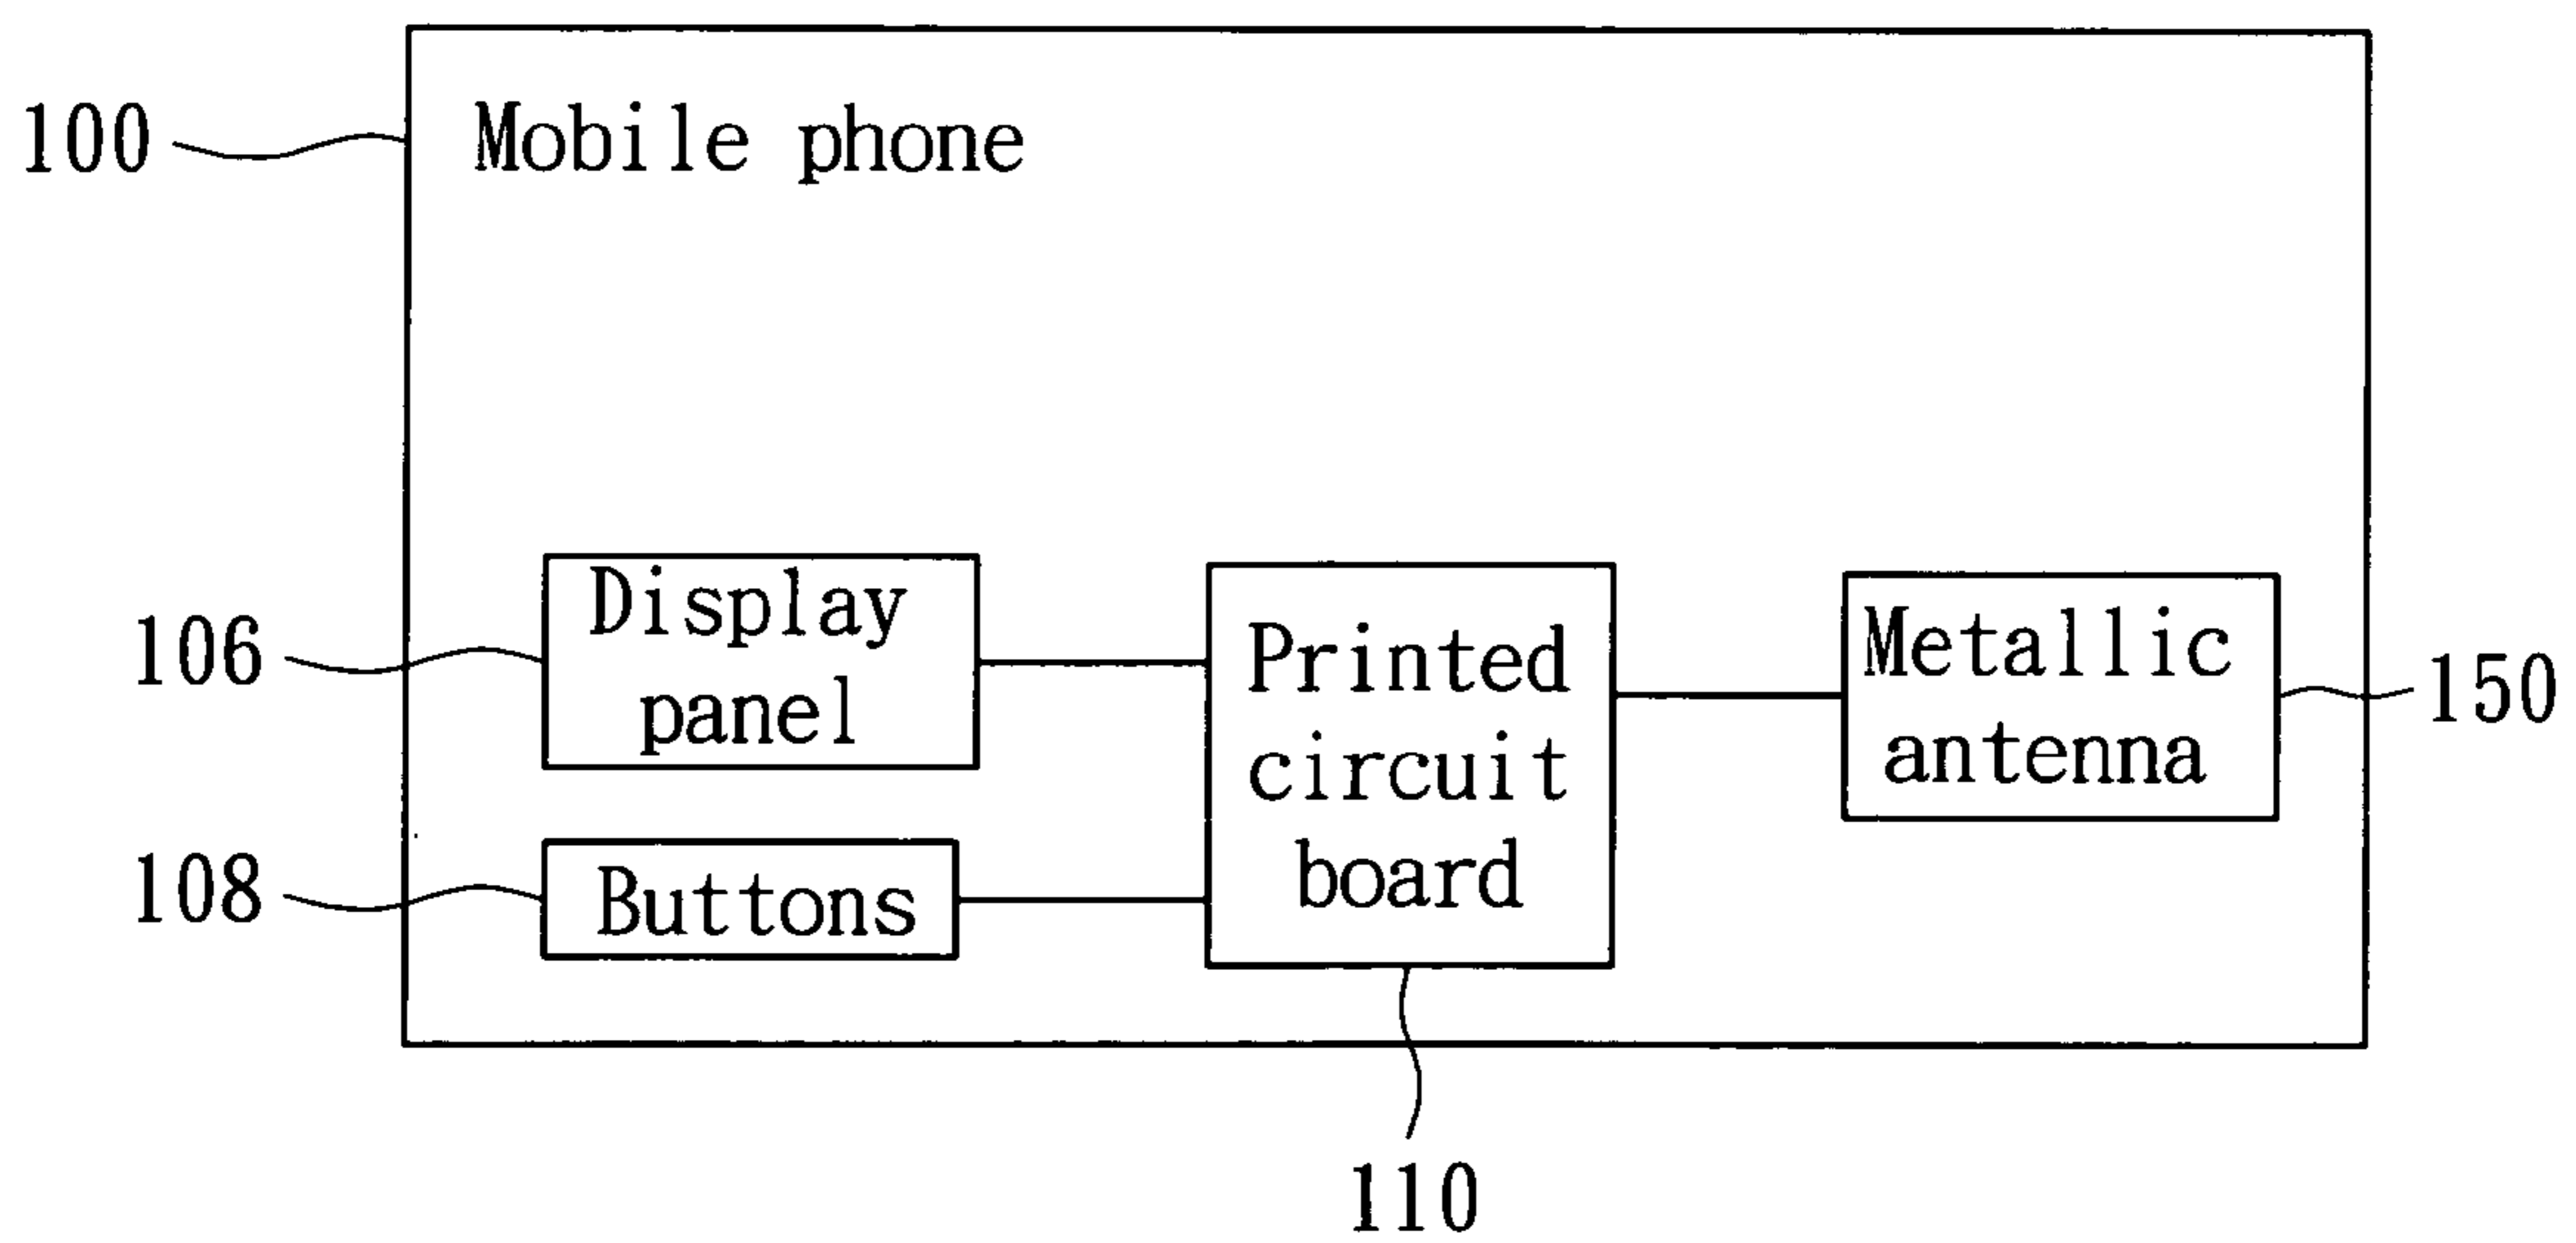 100
Mobile phone
106
Display
panel
108
Buttons
Printed
circuit
board
110
Metallic
antenna
150